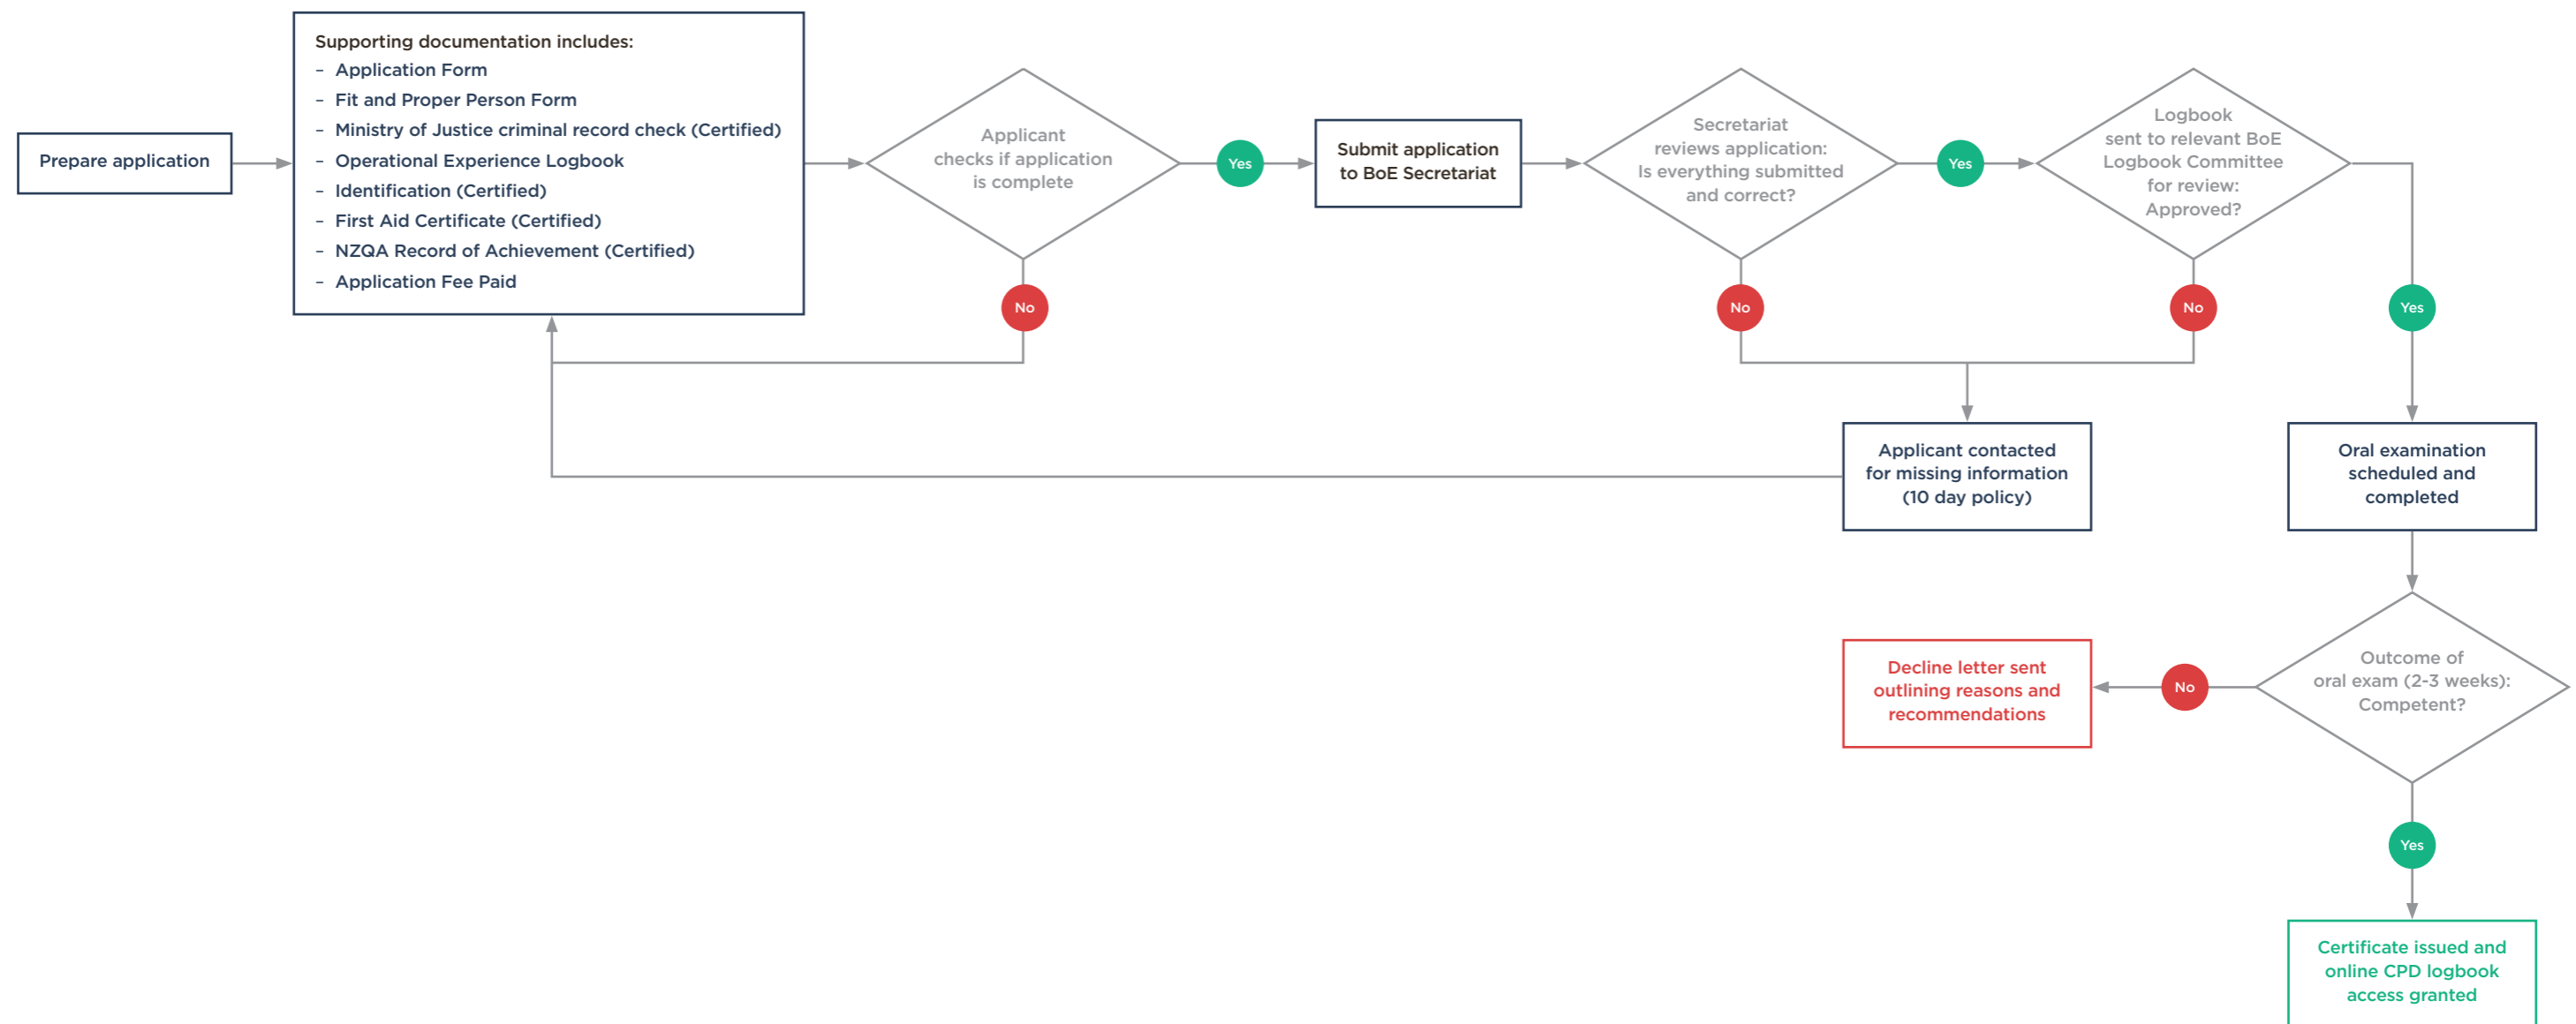 Prepare application
Supporting documentation includes:
– Application Form
– Fit and Proper Person Form
– Ministry of Justice criminal record check (Certified)
– Operational Experience Logbook
– Identification (Certified)
– First Aid Certificate (Certified)
– NZQA Record of Achievement (Certified)
– Application Fee Paid
Applicant
checks if application
is complete
No
Yes
Submit application
to BoE Secretariat
Secretariat
reviews application:
Is everything submitted
and correct?
No
Yes
Logbook
sent to relevant BoE
Logbook Committee
for review:
Approved?
No
Yes
Applicant contacted
for missing information
(10 day policy)
Oral examination
scheduled and
completed
Outcome of
oral exam (2-3 weeks):
Competent?
No
Decline letter sent
outlining reasons and
recommendations
Yes
Certificate issued and
online CPD logbook
access granted